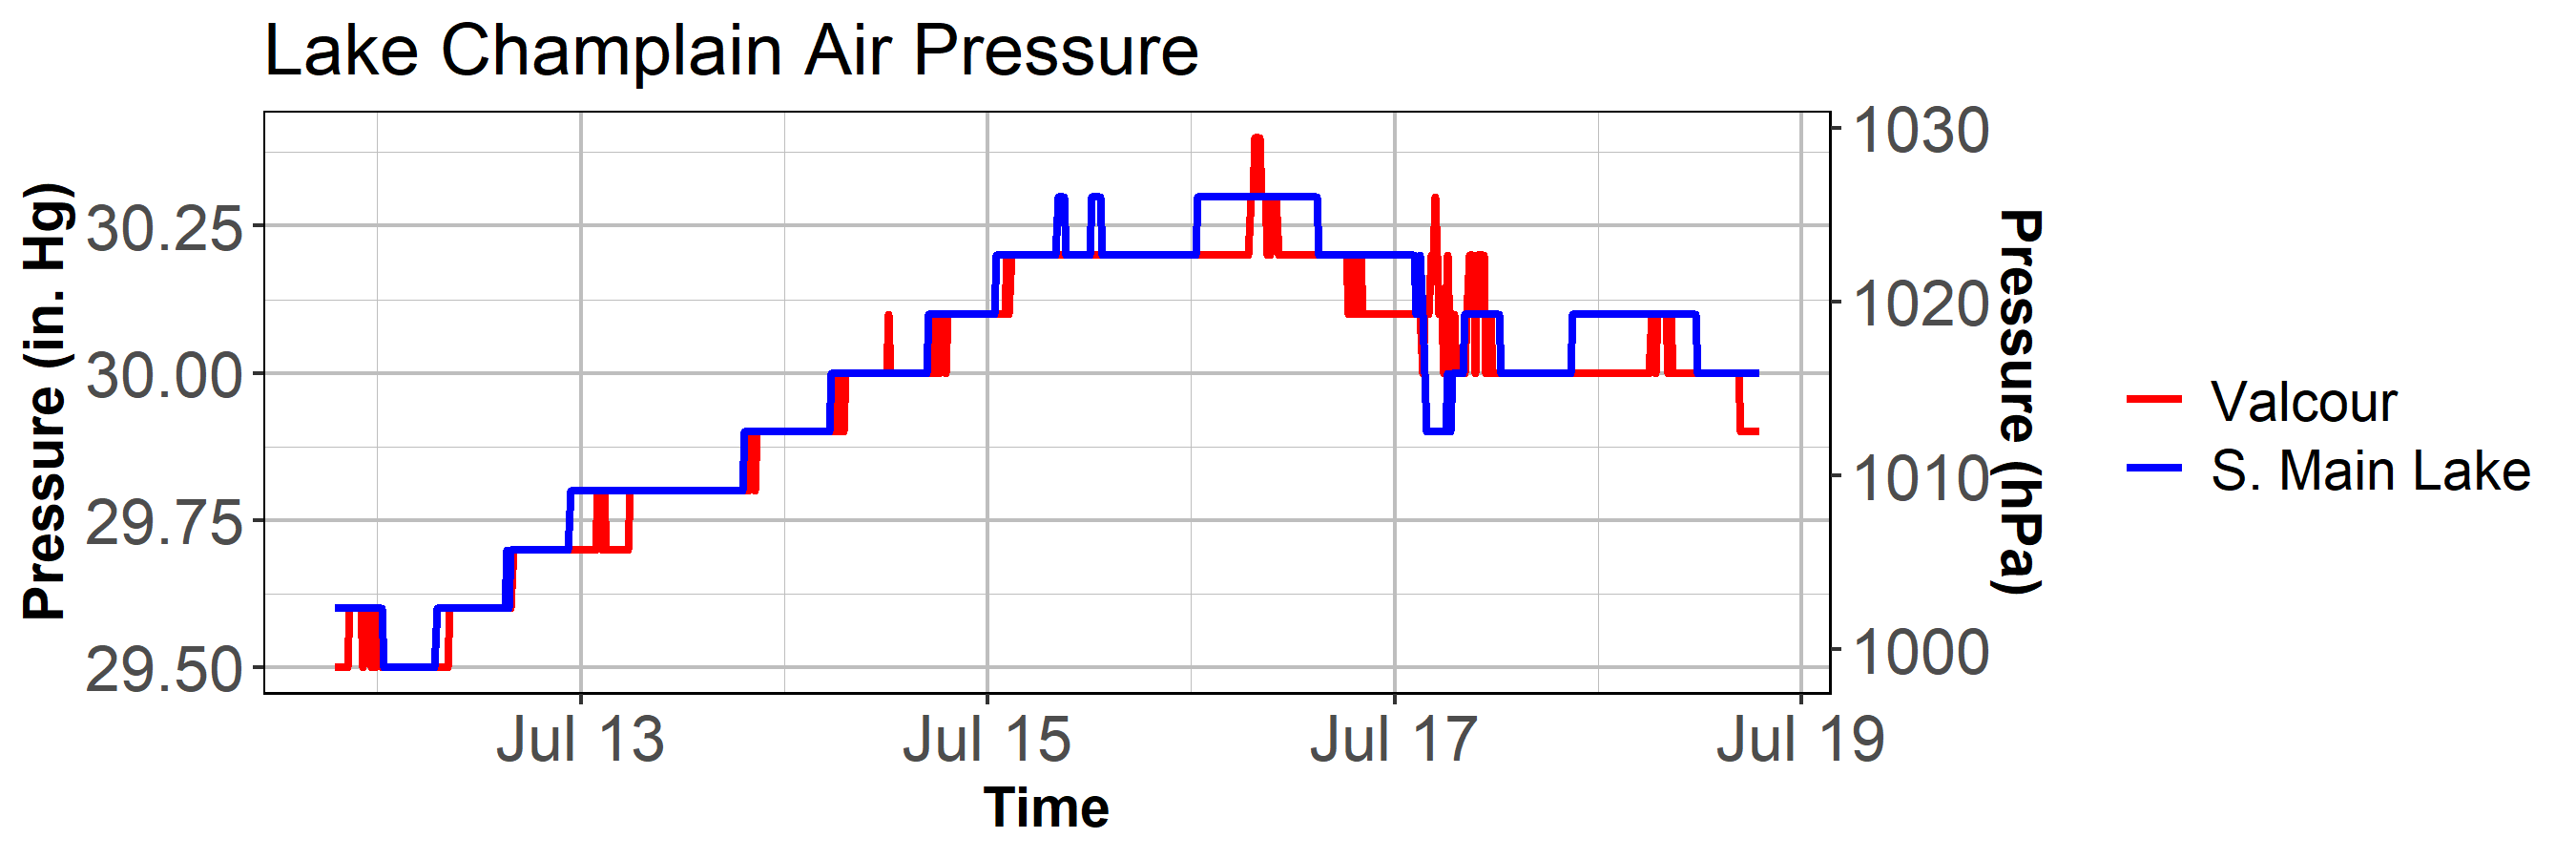 Lake Champlain Air Pressure
Pressure (in. Hg)
30.25
30.00
29.75
29.50
1030
1020
1010
1000
Pressure (hPa)
Jul 13
Jul 15
Jul 17
Jul 19
Time
Valcour
S. Main Lake